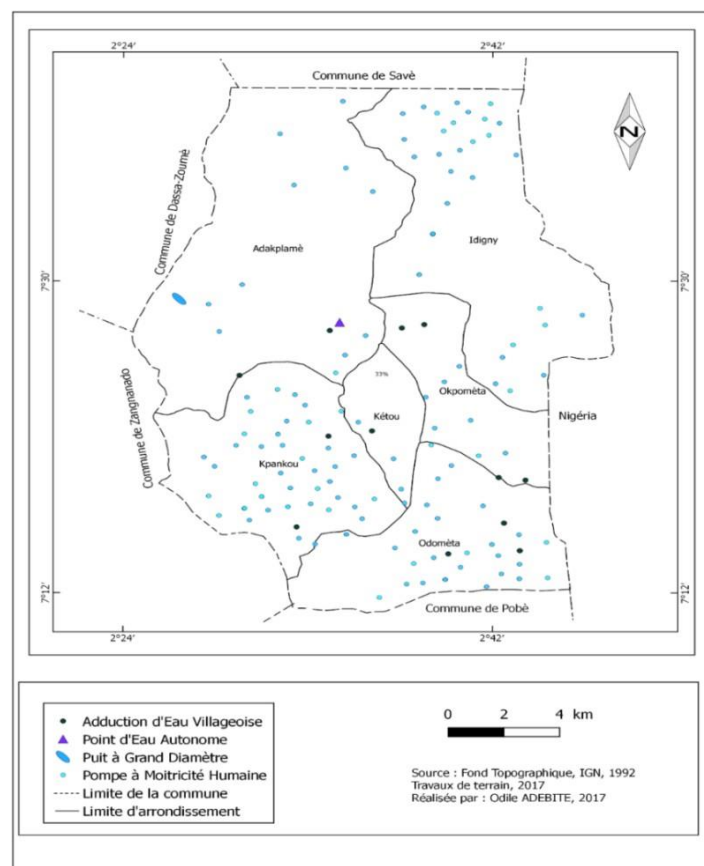 2°24'
2°42'
Commune de Savè
N
Commune de Dassa-Zoumé
Idigny
Adakplamè
7°30'
7°30'
Commune de Zangnanado
Okpomèta
Kétou
Nigéria
Kpankou
Odomèta
7°12'
7°12'
Commune de Pobè
2°24'
2°42'
Adduction d'Eau Villageoise
Point d'Eau Autonome
Puit à Grand Diamètre
Pompe à Moitricité Humaine
Limite de la commune
Limite d'arrondissement
0 2 4 km
Source : Fond Topographique, IGN, 1992
Travaux de terrain, 2017
Réalisée par : Odile ADEBITE, 2017